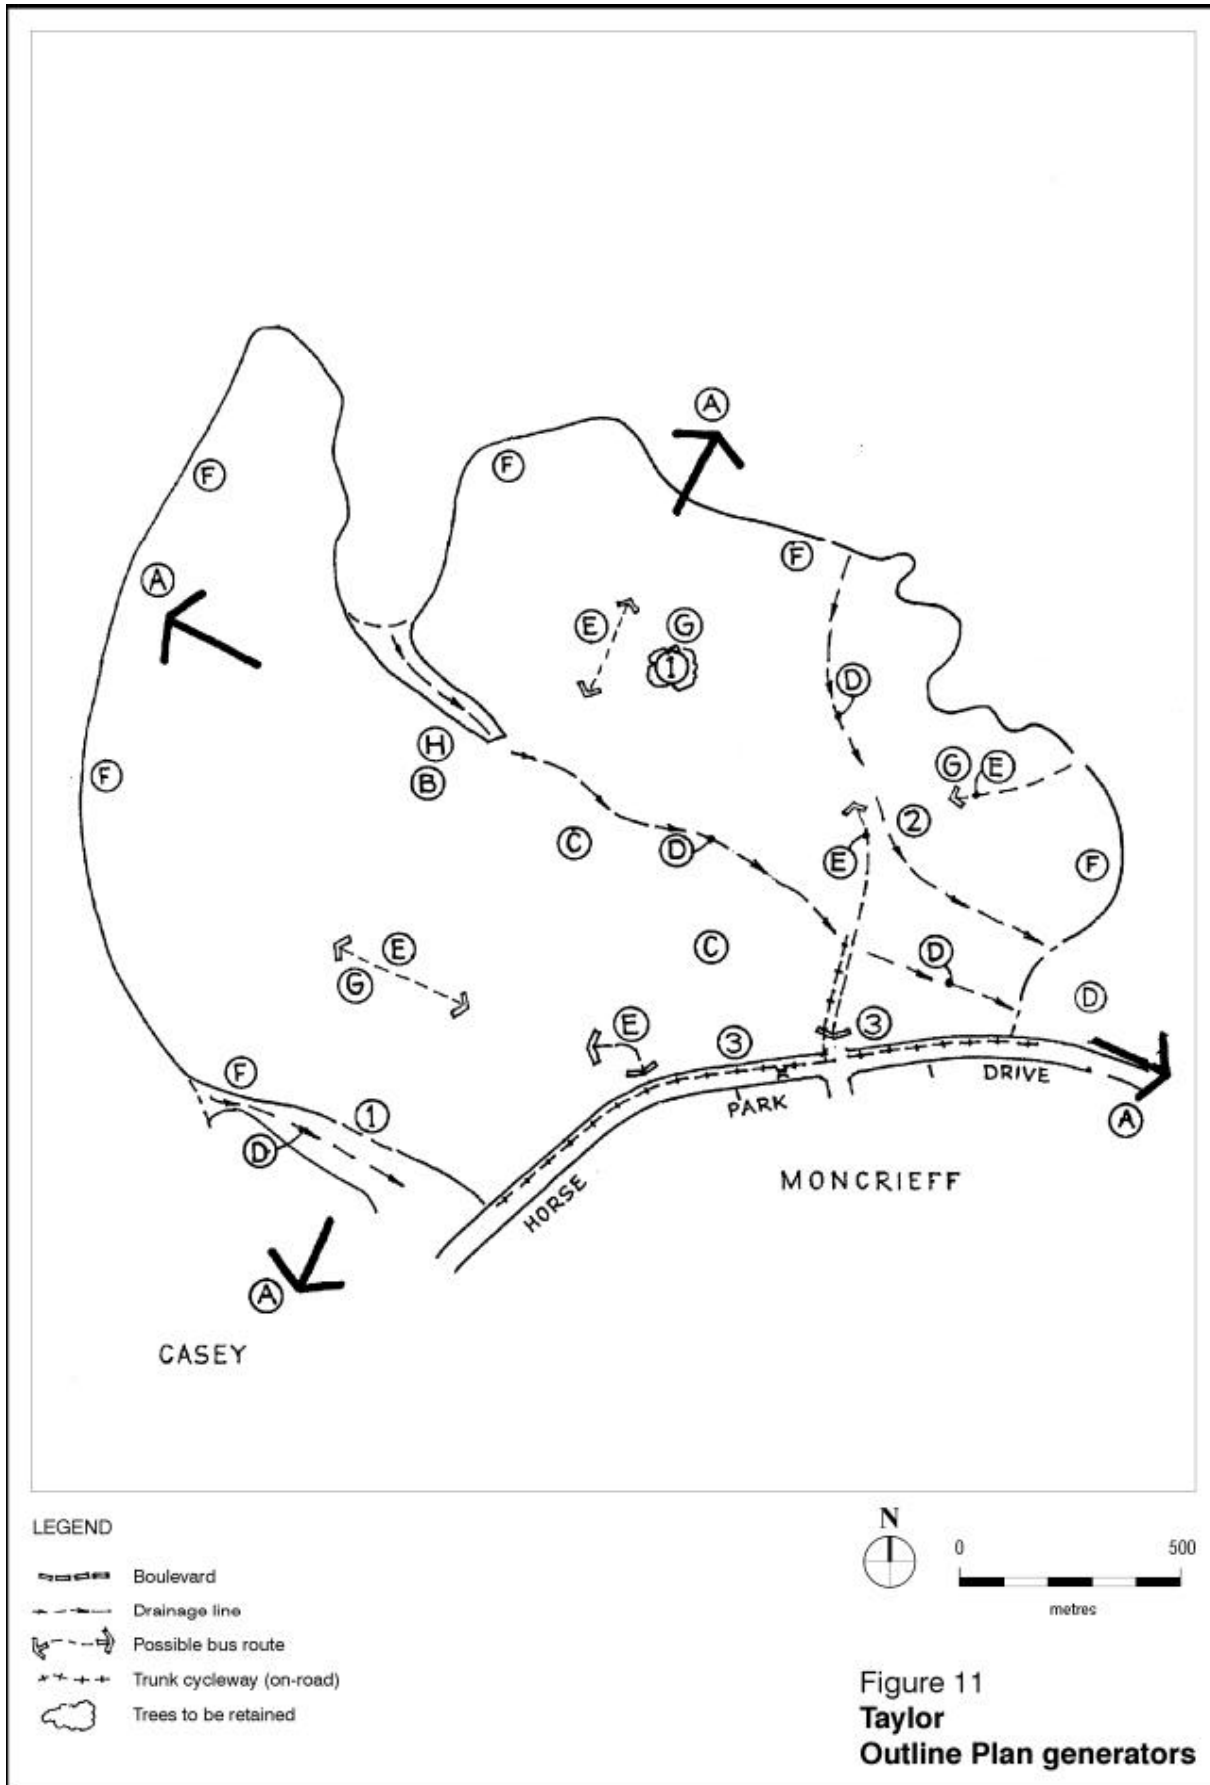 A
F
F
A
F
E
G
1
D
H
B
G
E
F
2
C
D
E
F
E
C
D
G
D
E
3
3
F
DRIVE
PARK
1
A
D
MONCRIEFF
HORSE
A
CASEY
LEGEND
Boulevard
Drainage line
Possible bus route
Trunk cycleway (on-road)
Trees to be retained
N
0 500
metres
Figure 11
Taylor
Outline Plan generators